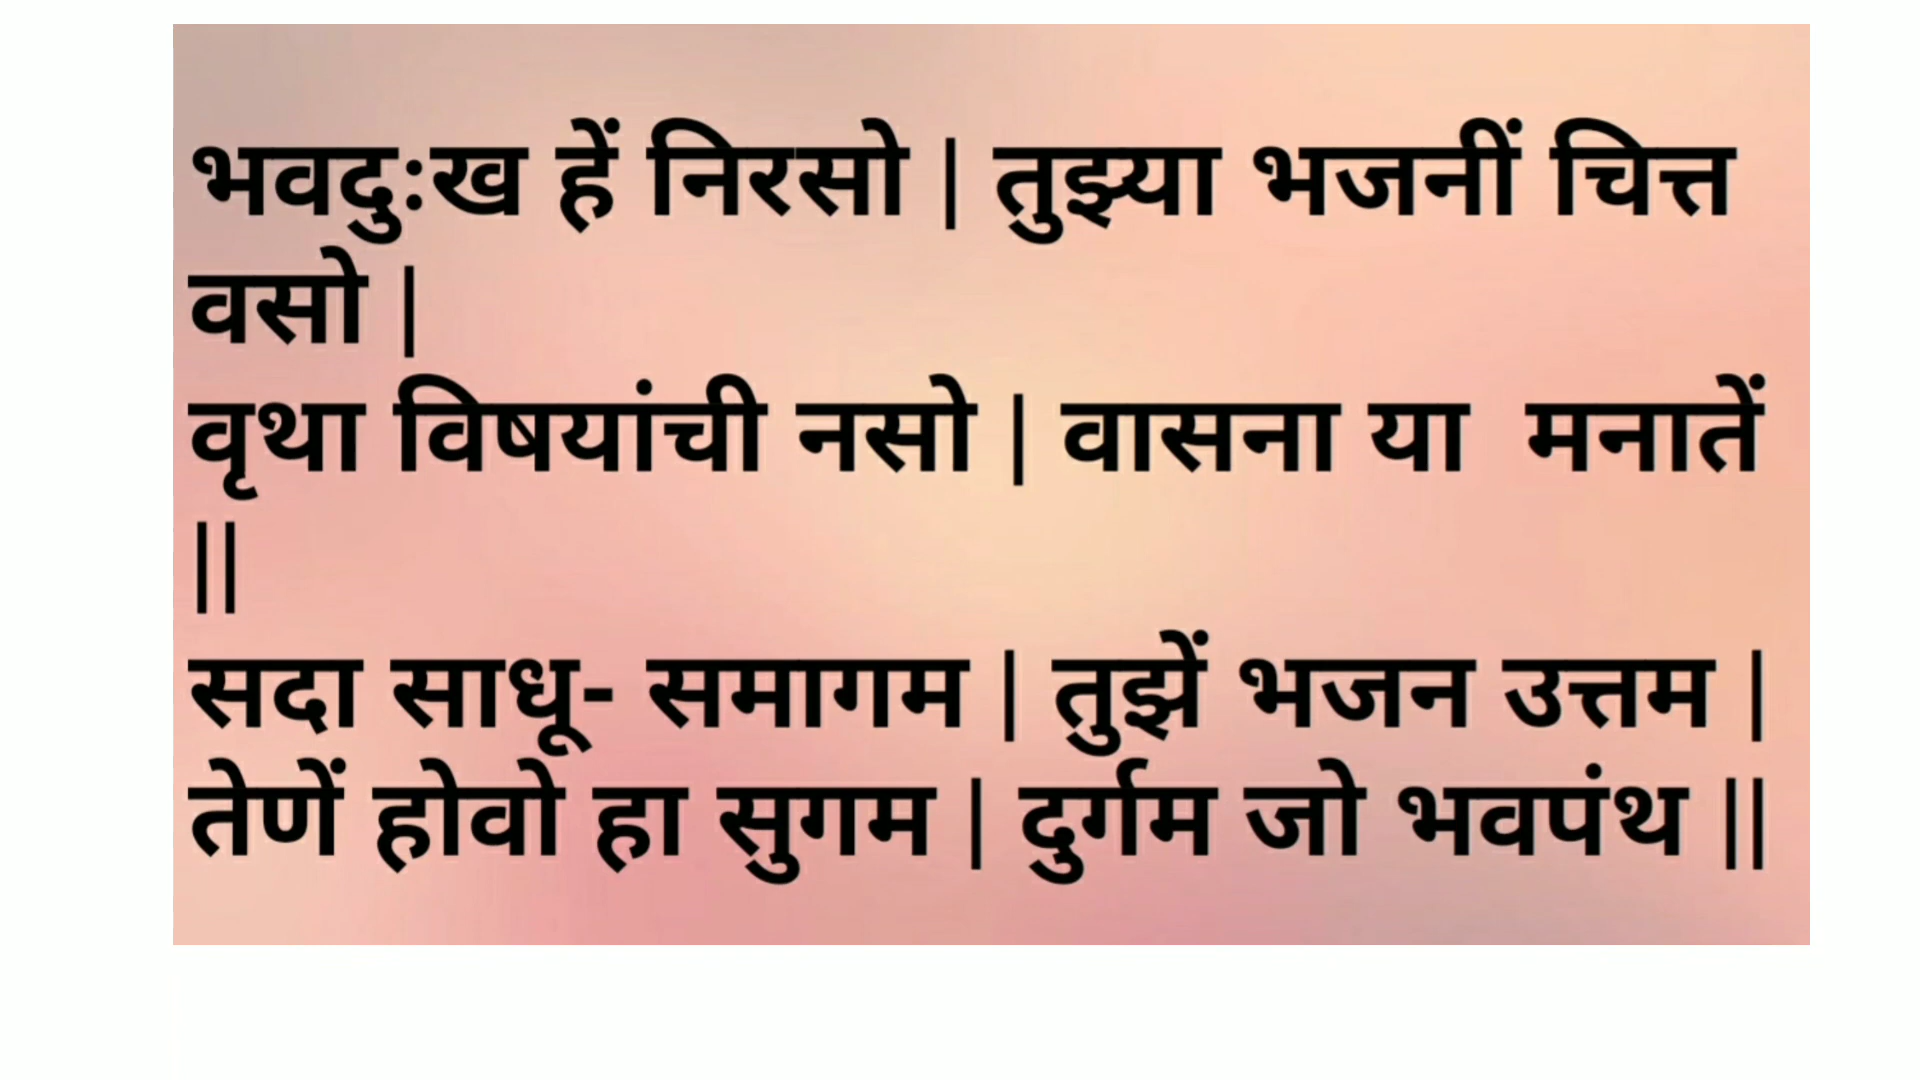 भवदुःख हें निरसो | तुझ्या भजनीं चित्त
वसो |
वृथा विषयांची नसो | वासना या  मनातें
||
सदा साधू- समागम | तुझें भजन उत्तम |
तेणें होवो हा सुगम | दुर्गम जो भवपंथ ||